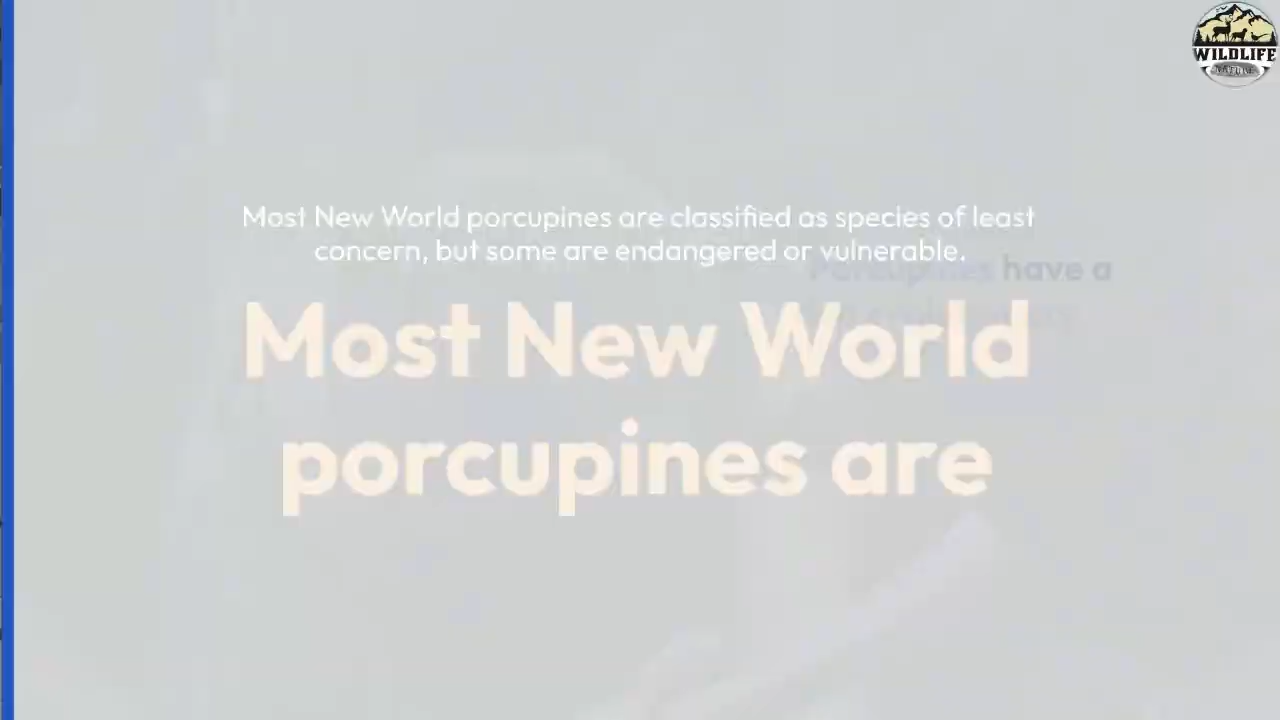 WILDLIFE
NATURE
Most New World porcupines are classified as species of least
concern, but some are endangered or vulnerable.
Porcupines have a
Most New World
porcupines are